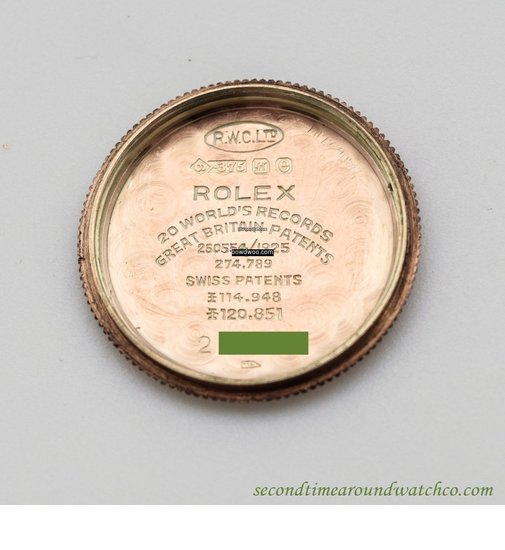 R.W.C.LTD
.375
ROLEX
20 WORLD'S RECORDS
GREAT BRITAIN PATENTS
260554/1925
274.789
SWISS PATENTS
114.948
120.851
2
powdwoo.com
secondtimearoundwatchco.com